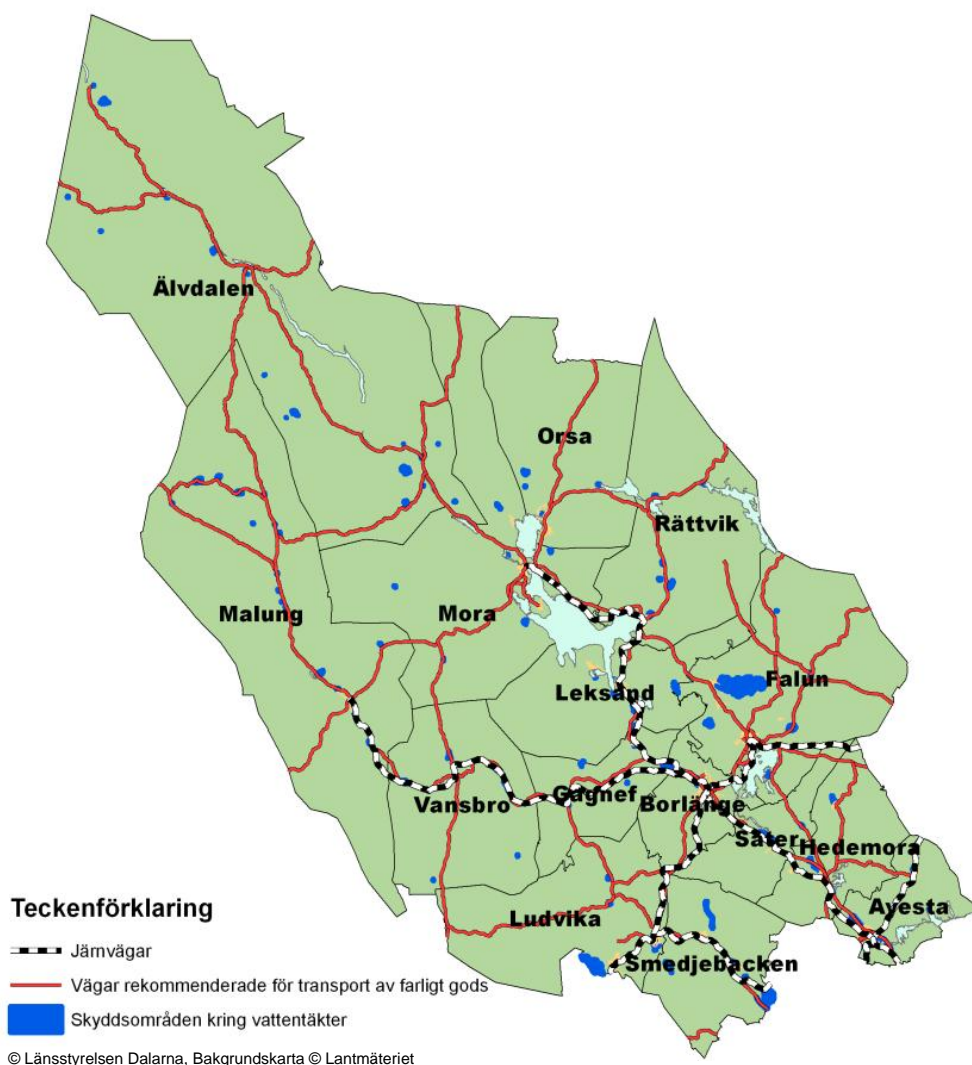 Älvdalen
Orsa
Rättvik
Malung
Mora
Falun
Leksand
Vansbro
Gagnef
Borlänge
Säter
Hedemora
Avesta
Ludvika
Smedjebacken
Teckenförklaring
Järnvägar
Vägar rekommenderade för transport av farligt gods
Skyddsområden kring vattentäkter
© Länsstyrelsen Dalarna, Bakgrundskarta © Lantmäteriet